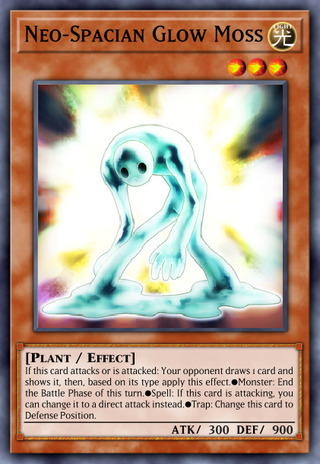 Neo-Spacian Glow Moss
LIGHT
光
[Plant / Effect]
If this card attacks or is attacked: Your opponent draws 1 card and
shows it, then, based on its type apply this effect.●Monster: End
the Battle Phase of this turn.●Spell: If this card is attacking, you
can change it to a direct attack instead.●Trap: Change this card to
Defense Position.
ATK/ 300 DEF/ 900